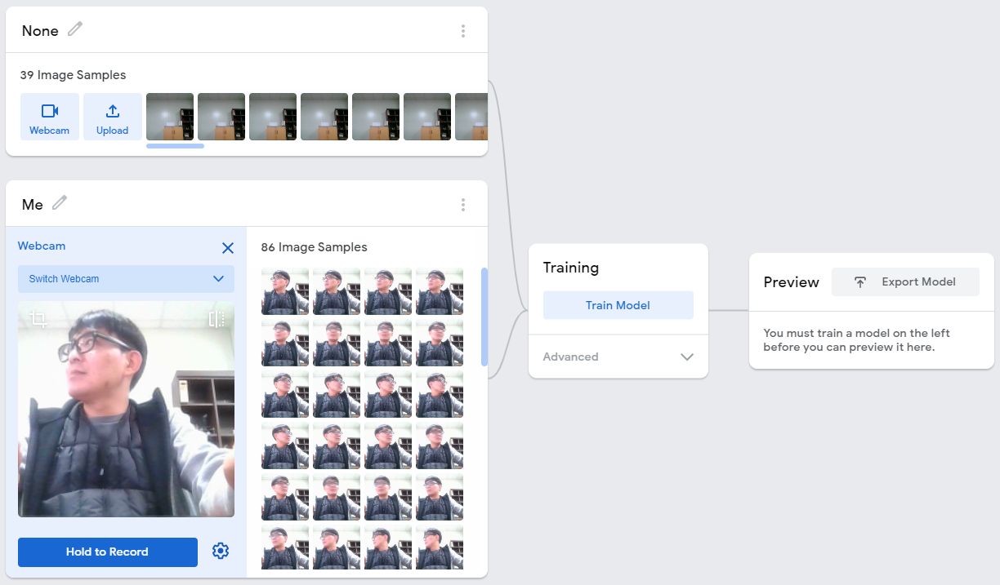 None
39 Image Samples
Webcam
Upload
Me
Webcam
Switch Webcam
Hold to Record
86 Image Samples
Training
Train Model
Advanced
Preview
Export Model
You must train a model on the left
before you can preview it here.